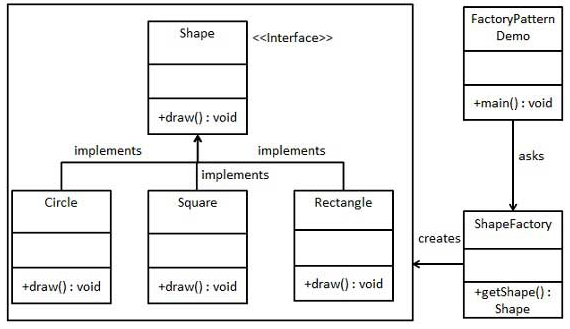 Shape
<<Interface>>
+draw() : void
implements
implements
implements
Circle
+draw() : void
Square
+draw() : void
Rectangle
+draw() : void
FactoryPattern
Demo
+main() : void
asks
ShapeFactory
+getShape() :
Shape
creates